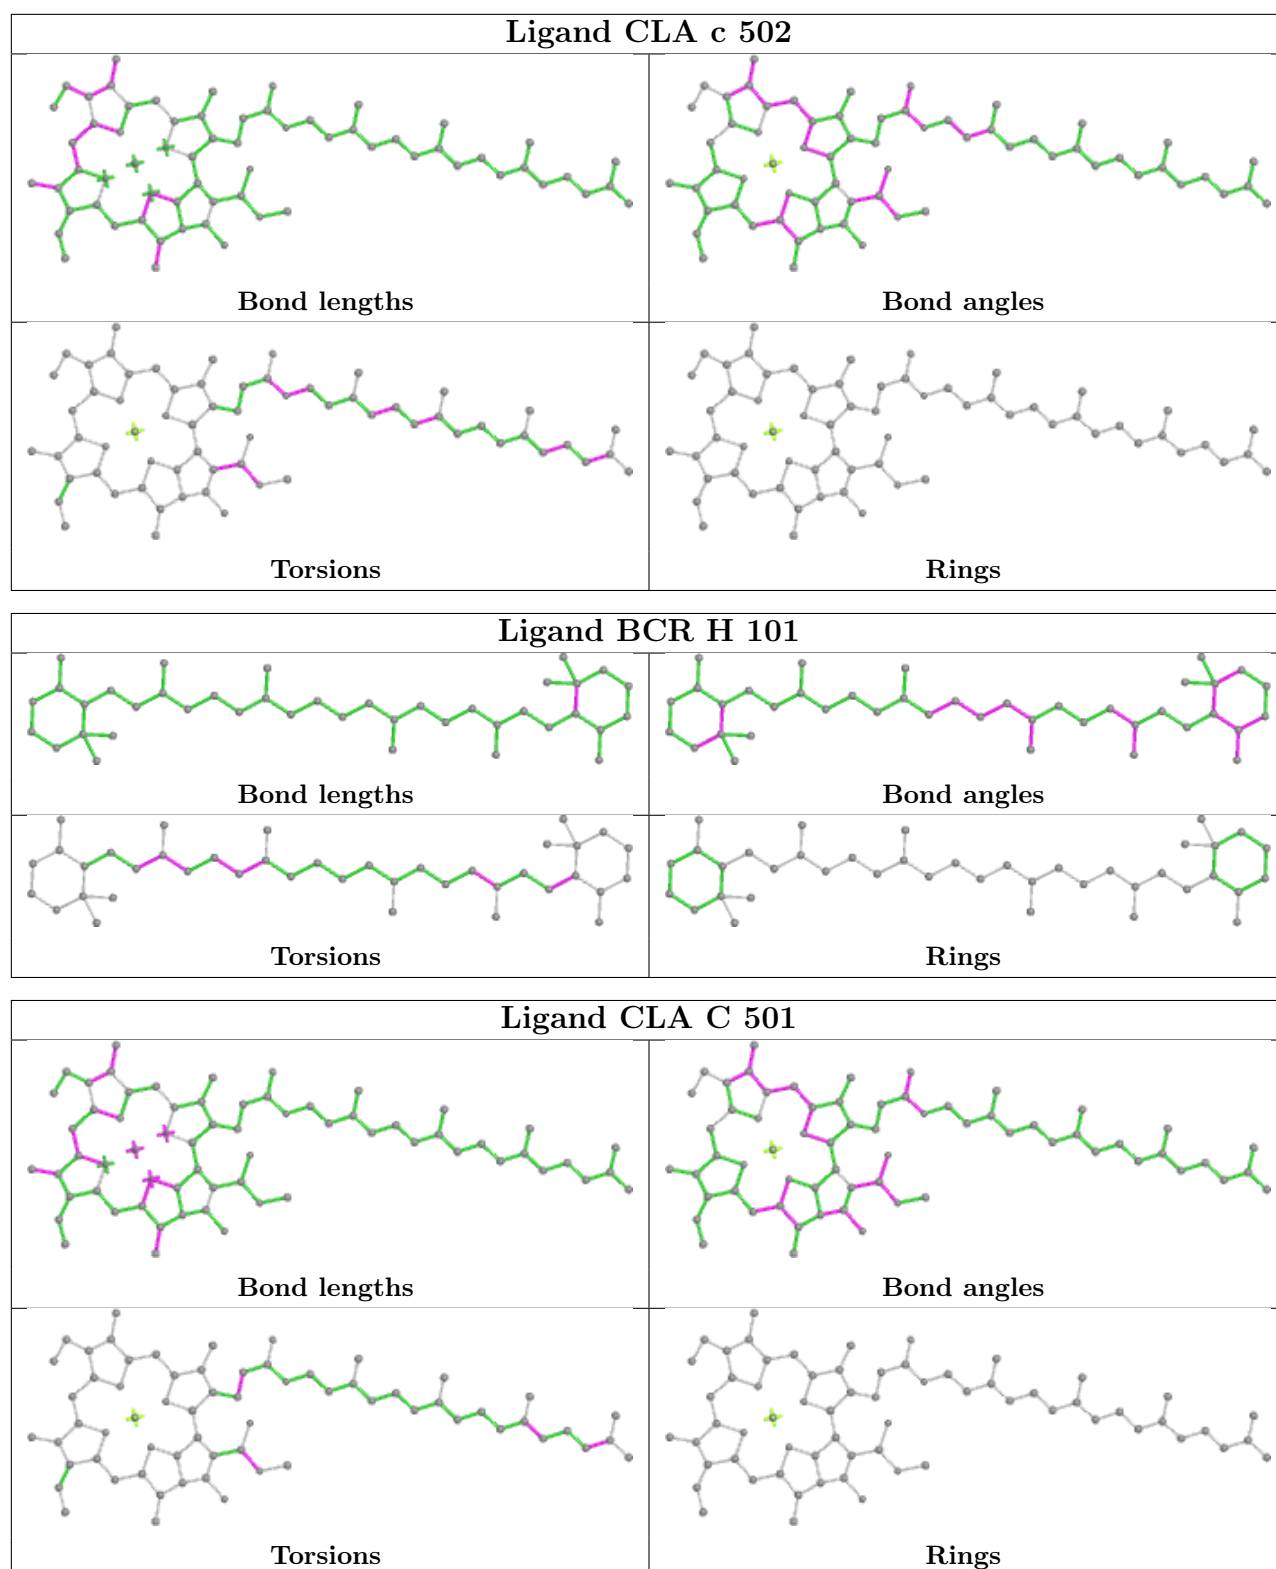 Ligand CLA c 502
Bond lengths
Bond angles
Torsions
Rings
Ligand BCR H 101
Bond lengths
Bond angles
Torsions
Rings
Ligand CLA C 501
Bond lengths
Bond angles
Torsions
Rings